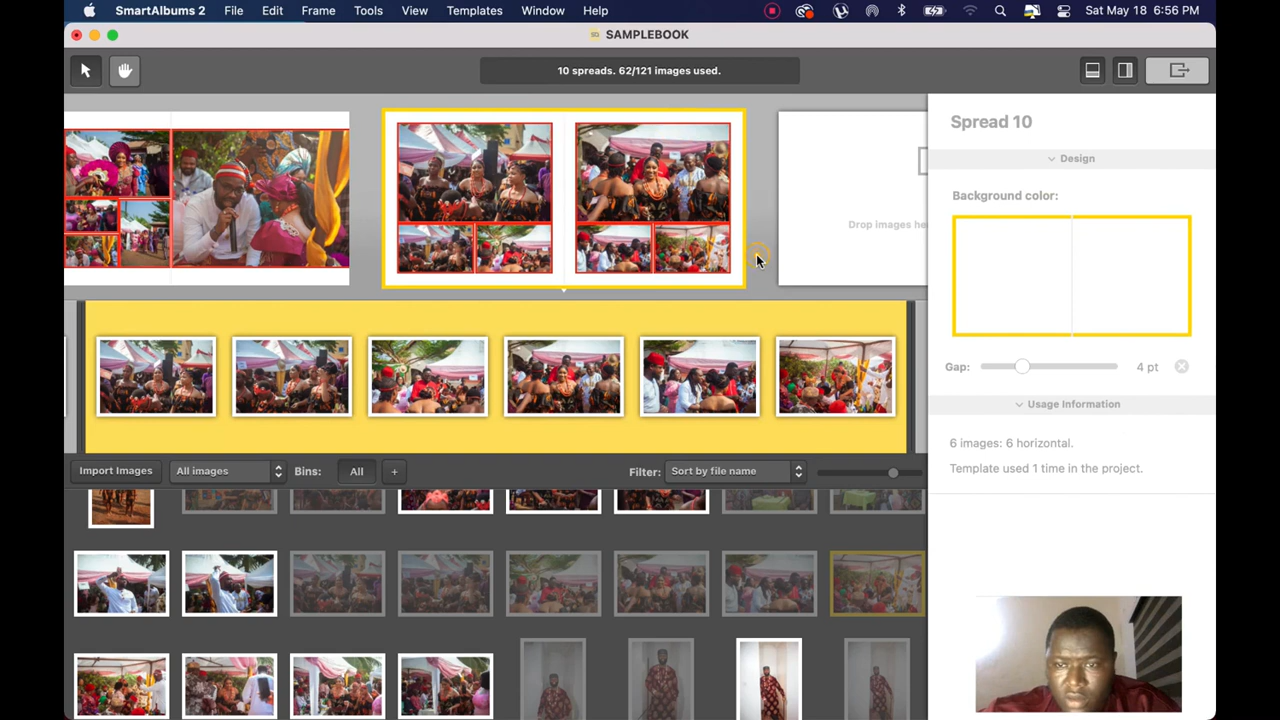 SmartAlbums 2 File Edit Frame Tools View Templates Window Help Sat May 18 6:56 PM
SAMPLEBOOK
10 spreads. 62/121 images used.
Spread 10
Design
Background color:
Drop images he
Gap: 4 pt
Usage Information
6 images: 6 horizontal.
Template used 1 time in the project.
Import Images All images Bins: All + Filter: Sort by file name